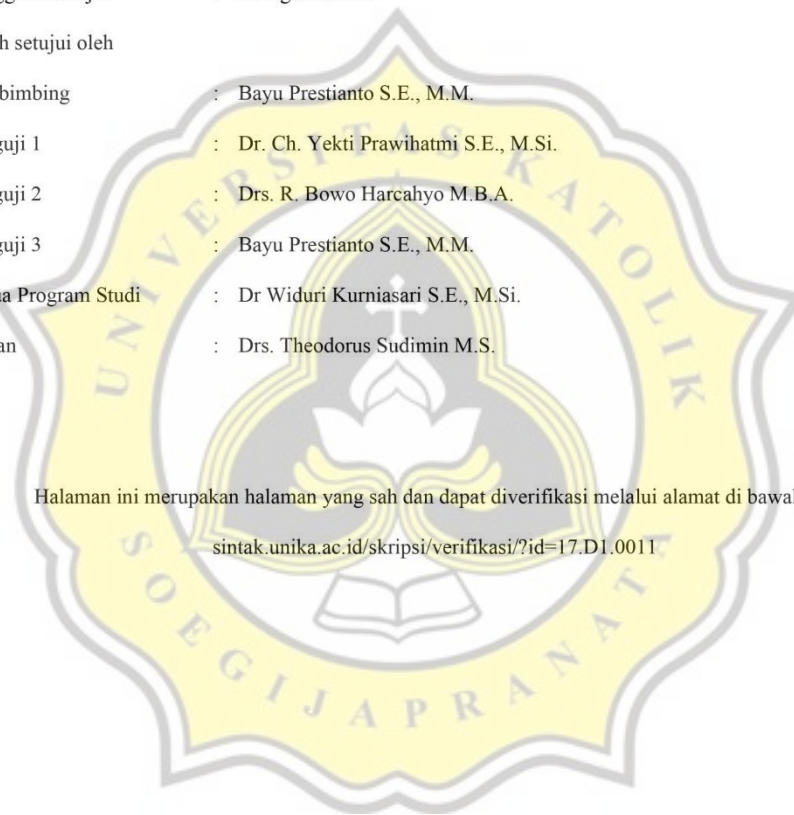 h setujui oleh
bimbing : Bayu Prestianto S.E., M.M.
guji 1 : Dr. Ch. Yekti Prawihatmi S.E., M.Si.
guji 2 : Drs. R. Bowo Harcahyo M.B.A.
guji 3 : Bayu Prestianto S.E., M.M.
a Program Studi : Dr Widuri Kurniasari S.E., M.Si.
an : Drs. Theodorus Sudimin M.S.
Halaman ini merupakan halaman yang sah dan dapat diverifikasi melalui alamat di bawa
sintak.unika.ac.id/skripsi/verifikasi/?id=17.D1.0011
UNIVERSITAS KATOLIK
SOEGIJAPRANATA